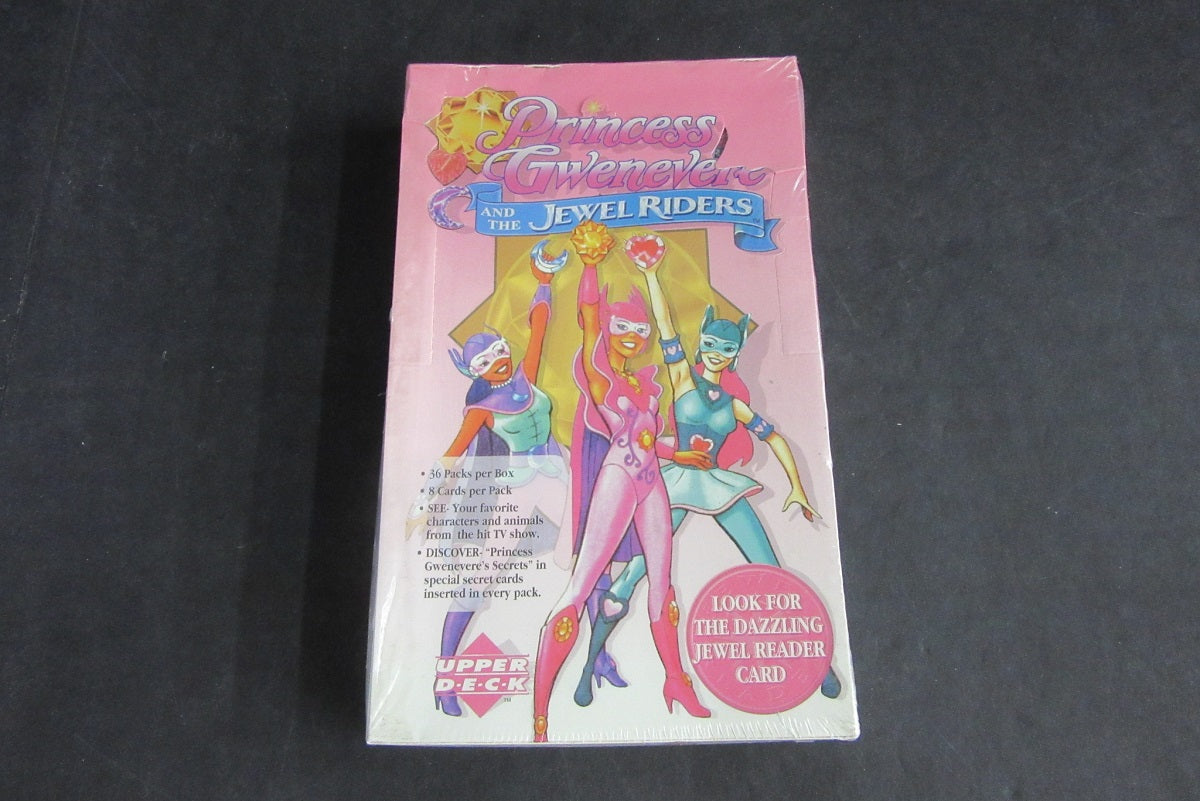 Princess
Gwenevere
AND THE JEWEL RIDERS™
• 36 Packs per Box
• 8 Cards per Pack
• SEE- Your favorite
characters and animals
from the hit TV show.
• DISCOVER- “Princess
Gwenevere's Secrets” in
special secret cards
inserted in every pack.
UPPER
D·E·C·K
™
LOOK FOR
THE DAZZLING
JEWEL READER
CARD